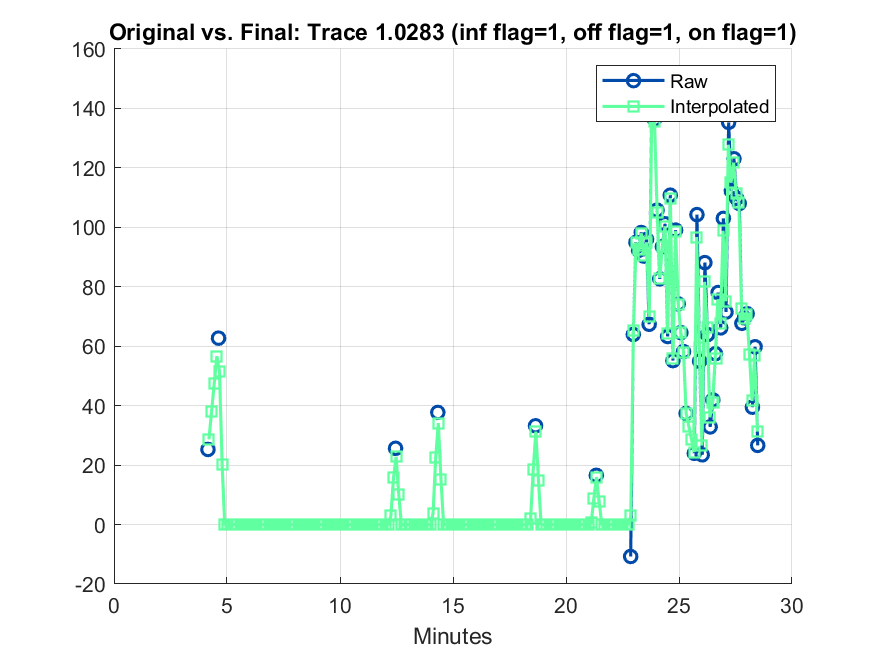 Original vs. Final: Trace 1.0283 (inf flag=1, off flag=1, on flag=1)
160
140
120
100
80
60
40
20
0
-20
Raw
Interpolated
0 5 10 15 20 25 30
Minutes